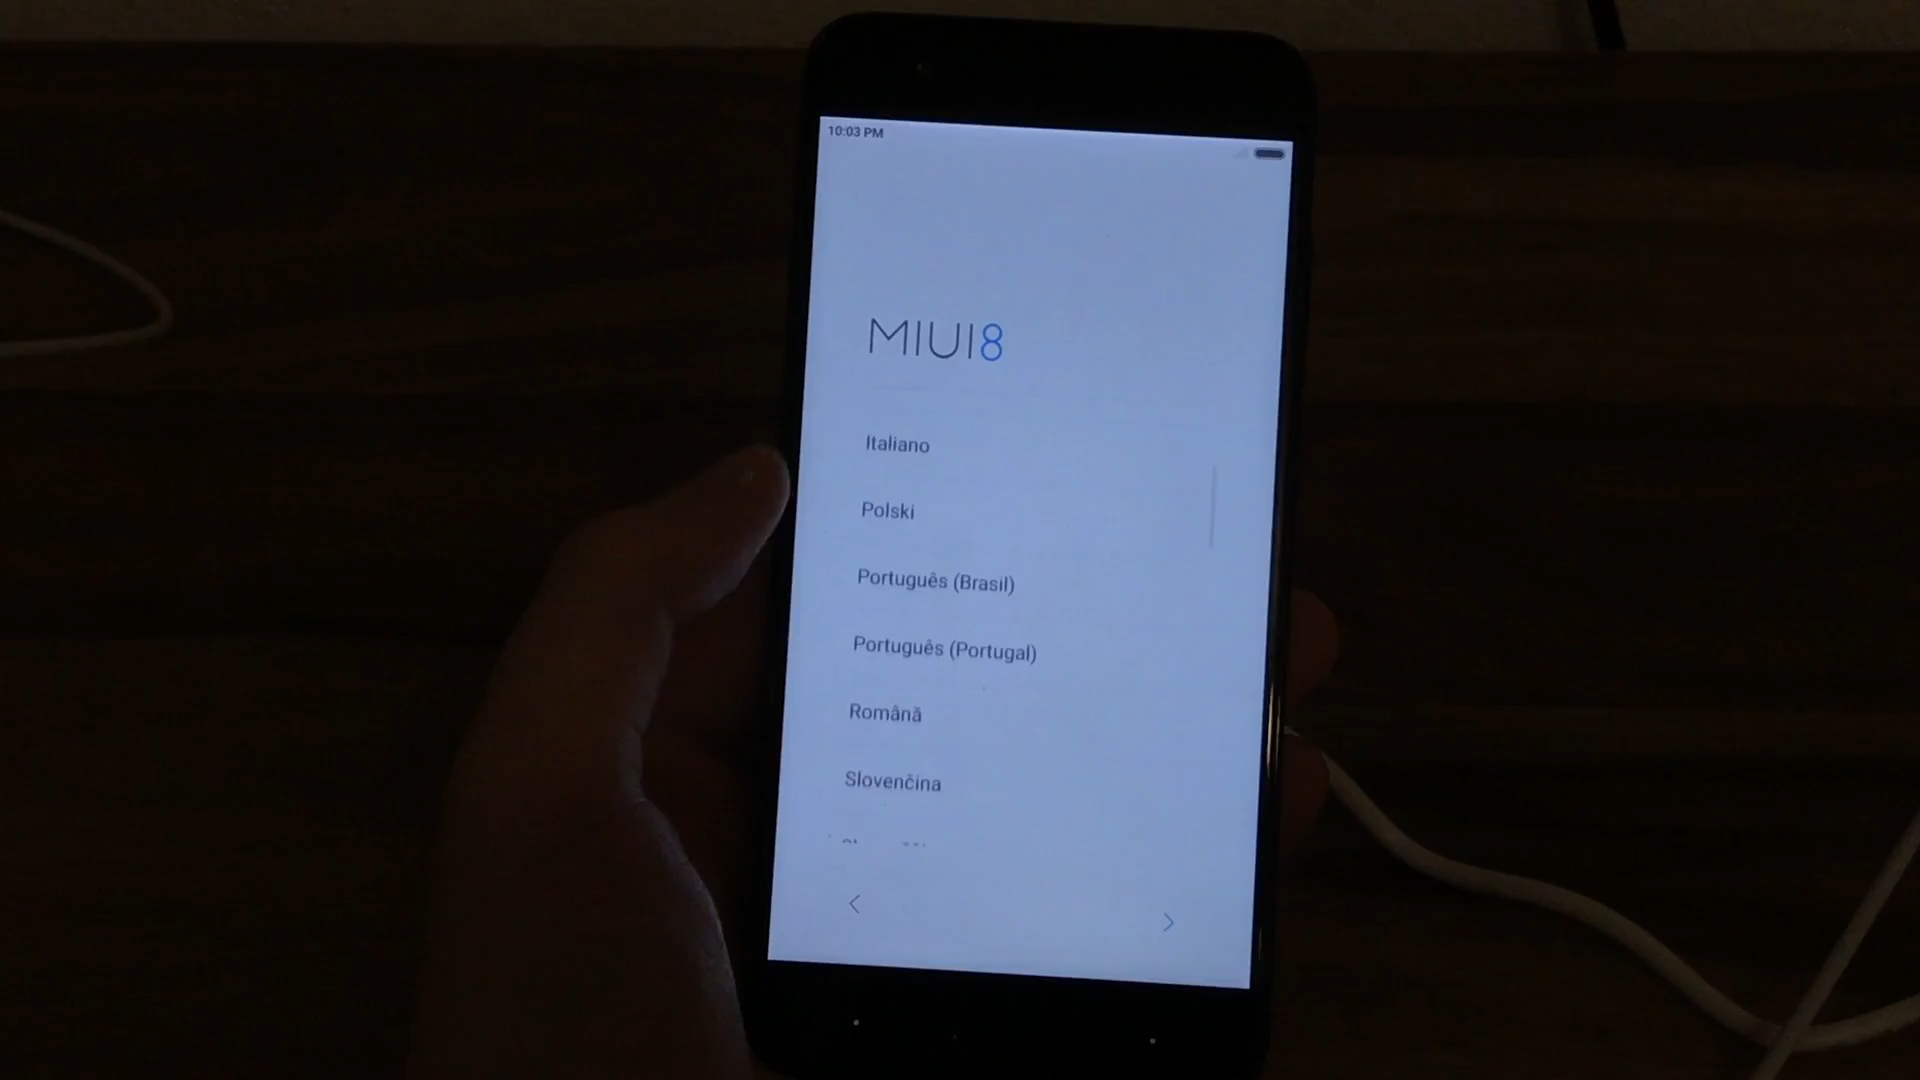 10:03 PM
MIUI8
Italiano
Polski
Português (Brasil)
Português (Portugal)
Română
Slovenčina